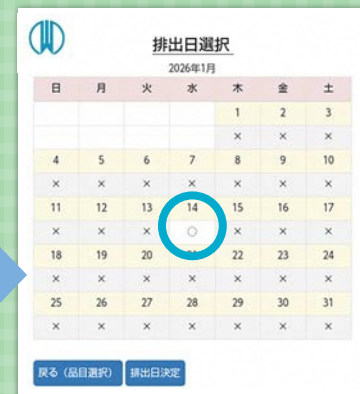 排出日選択
2026年1月
日 月 火 水 木 金 土
1 2 3
× × ×
4 5 6 7 8 9 10
× × × × × × ×
11 12 13 14 15 16 17
× × × ○ × × ×
18 19 20 22 23 24
× × × × × × ×
25 26 27 28 29 30 31
× × × × × × ×
戻る（品目選択） 排出日決定